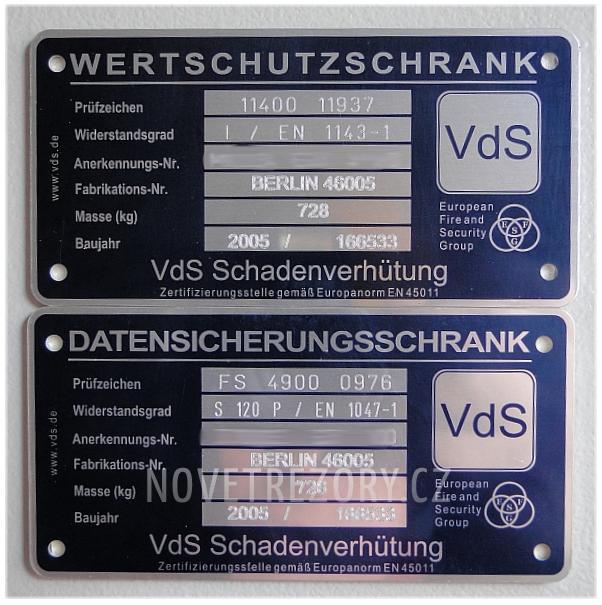 WERTSCHUTZSCHRANK
Prüfzeichen 11400 11937
Widerstandsgrad I / EN 1143-1
Anerkennungs-Nr.
Fabrikations-Nr. BERLIN 46005
Masse (kg) 728
Baujahr 2005 / 166533
www.vds.de
VdS
European
Fire and
Security
Group
E F S G
VdS Schadenverhütung
Zertifizierungsstelle gemäß Europanorm EN 45011
DATENSICHERUNGSSCHRANK
Prüfzeichen FS 4900 0976
Widerstandsgrad S 120 P / EN 1047-1
Anerkennungs-Nr.
Fabrikations-Nr. BERLIN 46005
Masse (kg) 728
Baujahr 2005 / 166533
www.vds.de
VdS
European
Fire and
Security
Group
E F S G
NOVETREZORY.CZ
VdS Schadenverhütung
Zertifizierungsstelle gemäß Europanorm EN 45011